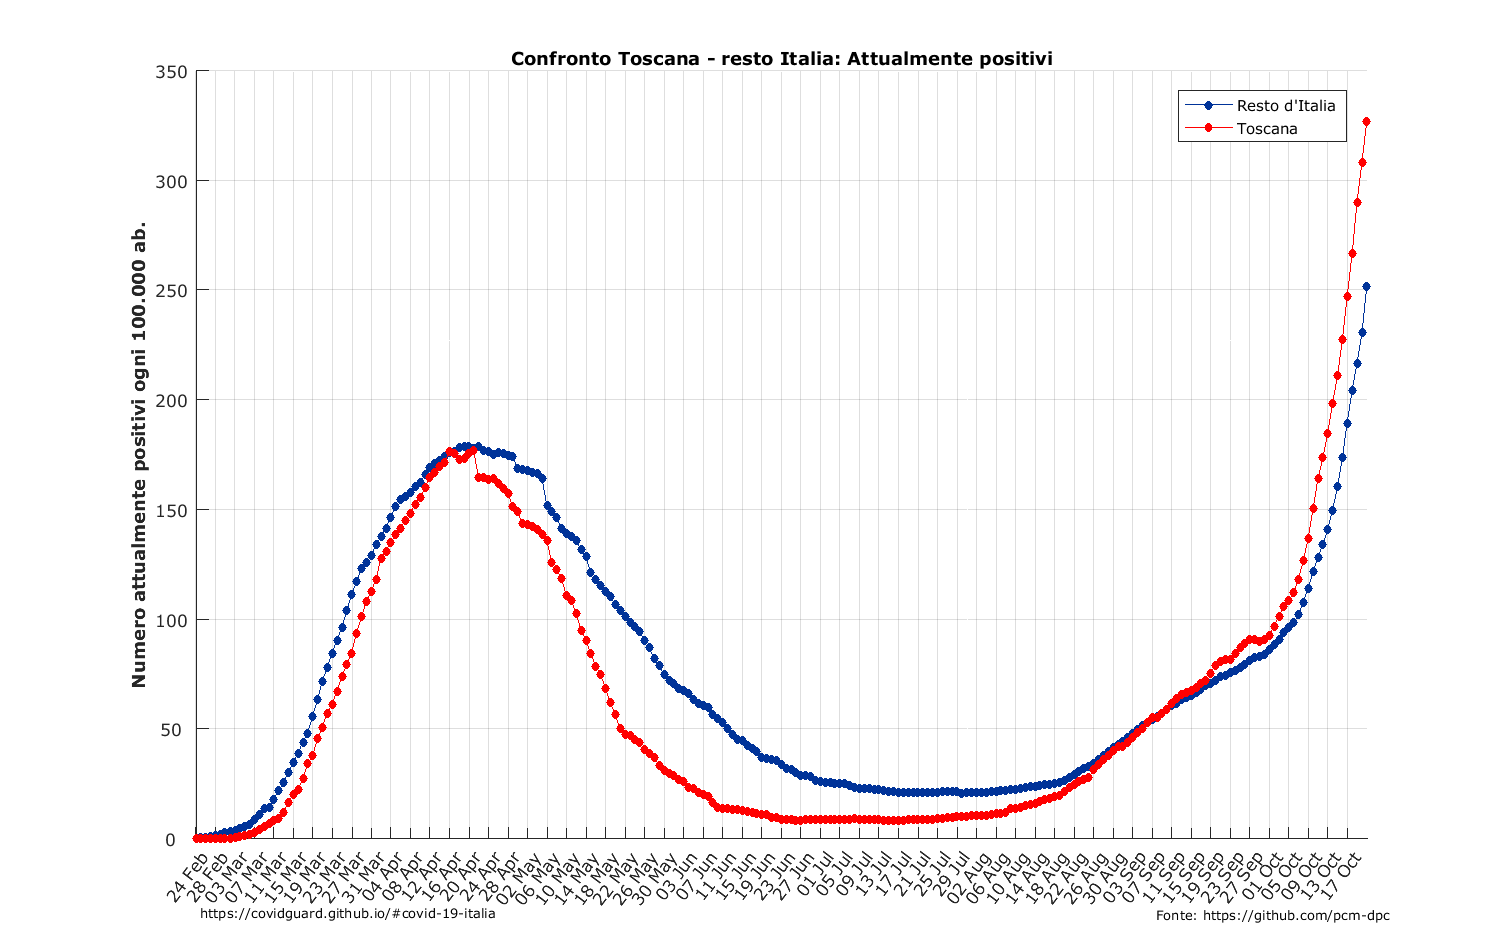 Confronto Toscana - resto Italia: Attualmente positivi
Numero attualmente positivi ogni 100.000 ab.
350
300
250
200
150
100
50
0
Resto d'Italia
Toscana
24 Feb
28 Feb
03 Mar
07 Mar
11 Mar
15 Mar
19 Mar
23 Mar
27 Mar
31 Mar
04 Apr
08 Apr
12 Apr
16 Apr
20 Apr
24 Apr
28 Apr
02 May
06 May
10 May
14 May
18 May
22 May
26 May
30 May
03 Jun
07 Jun
11 Jun
15 Jun
19 Jun
23 Jun
27 Jun
01 Jul
05 Jul
09 Jul
13 Jul
17 Jul
21 Jul
25 Jul
29 Jul
02 Aug
06 Aug
10 Aug
14 Aug
18 Aug
22 Aug
26 Aug
30 Aug
03 Sep
07 Sep
11 Sep
15 Sep
19 Sep
23 Sep
27 Sep
01 Oct
05 Oct
09 Oct
13 Oct
17 Oct
https://covidguard.github.io/#covid-19-italia
Fonte: https://github.com/pcm-dpc